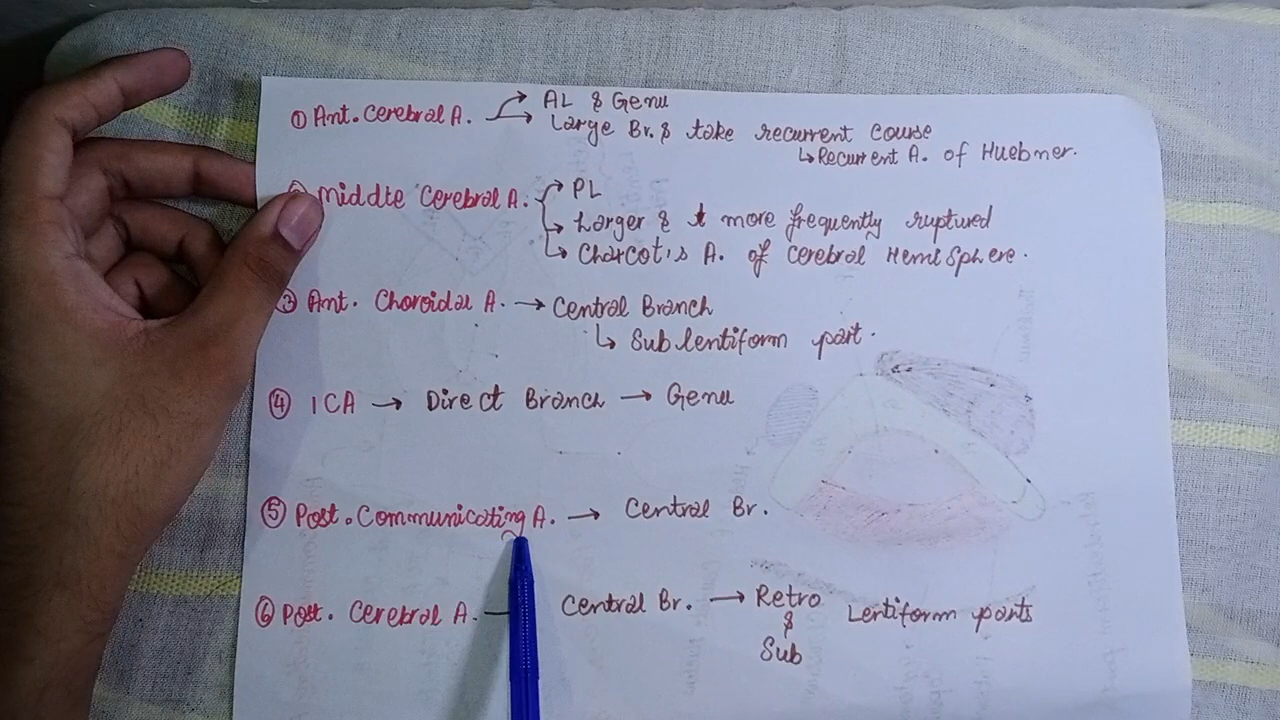 ① Ant. Cerebral A. → AL & Genu
→ Large Br. & take recurrent course
↳ Recurrent A. of Huebner.
Middle Cerebral A. → PL
→ Larger & more frequently ruptured
↳ Charcot's A. of Cerebral Hemisphere.
③ Ant. Choroidal A. → Central Branch
↳ Sub lentiform part.
④ ICA → Direct Branch → Genu
⑤ Post. Communicating A. → Central Br.
⑥ Post. Cerebral A. — Central Br. → Retro Lentiform parts
&
Sub